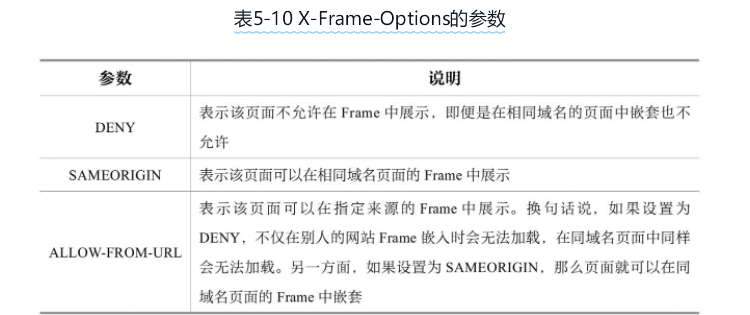 表5-10 X-Frame-Options的参数
参数 说明
DENY
表示该页面不允许在 Frame 中展示，即便是在相同域名的页面中嵌套也不
允许
SAMEORIGIN 表示该页面可以在相同域名页面的 Frame 中展示
ALLOW-FROM-URL
表示该页面可以在指定来源的 Frame 中展示。换句话说，如果设置为
DENY，不仅在别人的网站 Frame 嵌入时会无法加载，在同域名页面中同样
会无法加载。另一方面，如果设置为 SAMEORIGIN，那么页面就可以在同
域名页面的 Frame 中嵌套